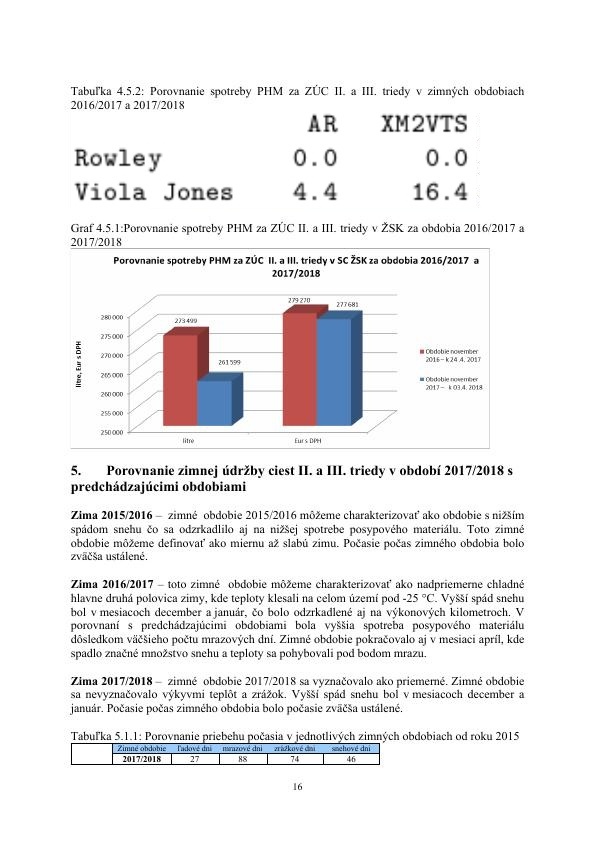 Tabuľka 4.5.2: Porovnanie spotreby PHM za ZÚC II. a III. triedy v zimných obdobiach
2016/2017 a 2017/2018
AR XM2VTS
Rowley 0.0 0.0
Viola Jones 4.4 16.4
Graf 4.5.1:Porovnanie spotreby PHM za ZÚC II. a III. triedy v ŽSK za obdobia 2016/2017 a
2017/2018
Porovnanie spotreby PHM za ZÚC II. a III. triedy v SC ŽSK za obdobia 2016/2017 a
2017/2018
litre, Eur s DPH
280 000
275 000
270 000
265 000
260 000
255 000
250 000
273 499
261 599
279 270
277 681
litre
Eur s DPH
Obdobie november
2016 – k 24 .4. 2017
Obdobie november
2017 – k 03.4. 2018
5. Porovnanie zimnej údržby ciest II. a III. triedy v období 2017/2018 s
predchádzajúcimi obdobiami
Zima 2015/2016 – zimné obdobie 2015/2016 môžeme charakterizovať ako obdobie s nižším
spádom snehu čo sa odzrkadlilo aj na nižšej spotrebe posypového materiálu. Toto zimné
obdobie môžeme definovať ako miernu až slabú zimu. Počasie počas zimného obdobia bolo
zväčša ustálené.
Zima 2016/2017 – toto zimné obdobie môžeme charakterizovať ako nadpriemerne chladné
hlavne druhá polovica zimy, kde teploty klesali na celom území pod -25 °C. Vyšší spád snehu
bol v mesiacoch december a január, čo bolo odzrkadlené aj na výkonových kilometroch. V
porovnaní s predchádzajúcimi obdobiami bola vyššia spotreba posypového materiálu
dôsledkom väčšieho počtu mrazových dní. Zimné obdobie pokračovalo aj v mesiaci apríl, kde
spadlo značné množstvo snehu a teploty sa pohybovali pod bodom mrazu.
Zima 2017/2018 – zimné obdobie 2017/2018 sa vyznačovalo ako priemerné. Zimné obdobie
sa nevyznačovalo výkyvmi teplôt a zrážok. Vyšší spád snehu bol v mesiacoch december a
január. Počasie počas zimného obdobia bolo počasie zväčša ustálené.
Tabuľka 5.1.1: Porovnanie priebehu počasia v jednotlivých zimných obdobiach od roku 2015
Zimné obdobie ľadové dni mrazové dni zrážkové dni snehové dni
2017/2018 27 88 74 46
16